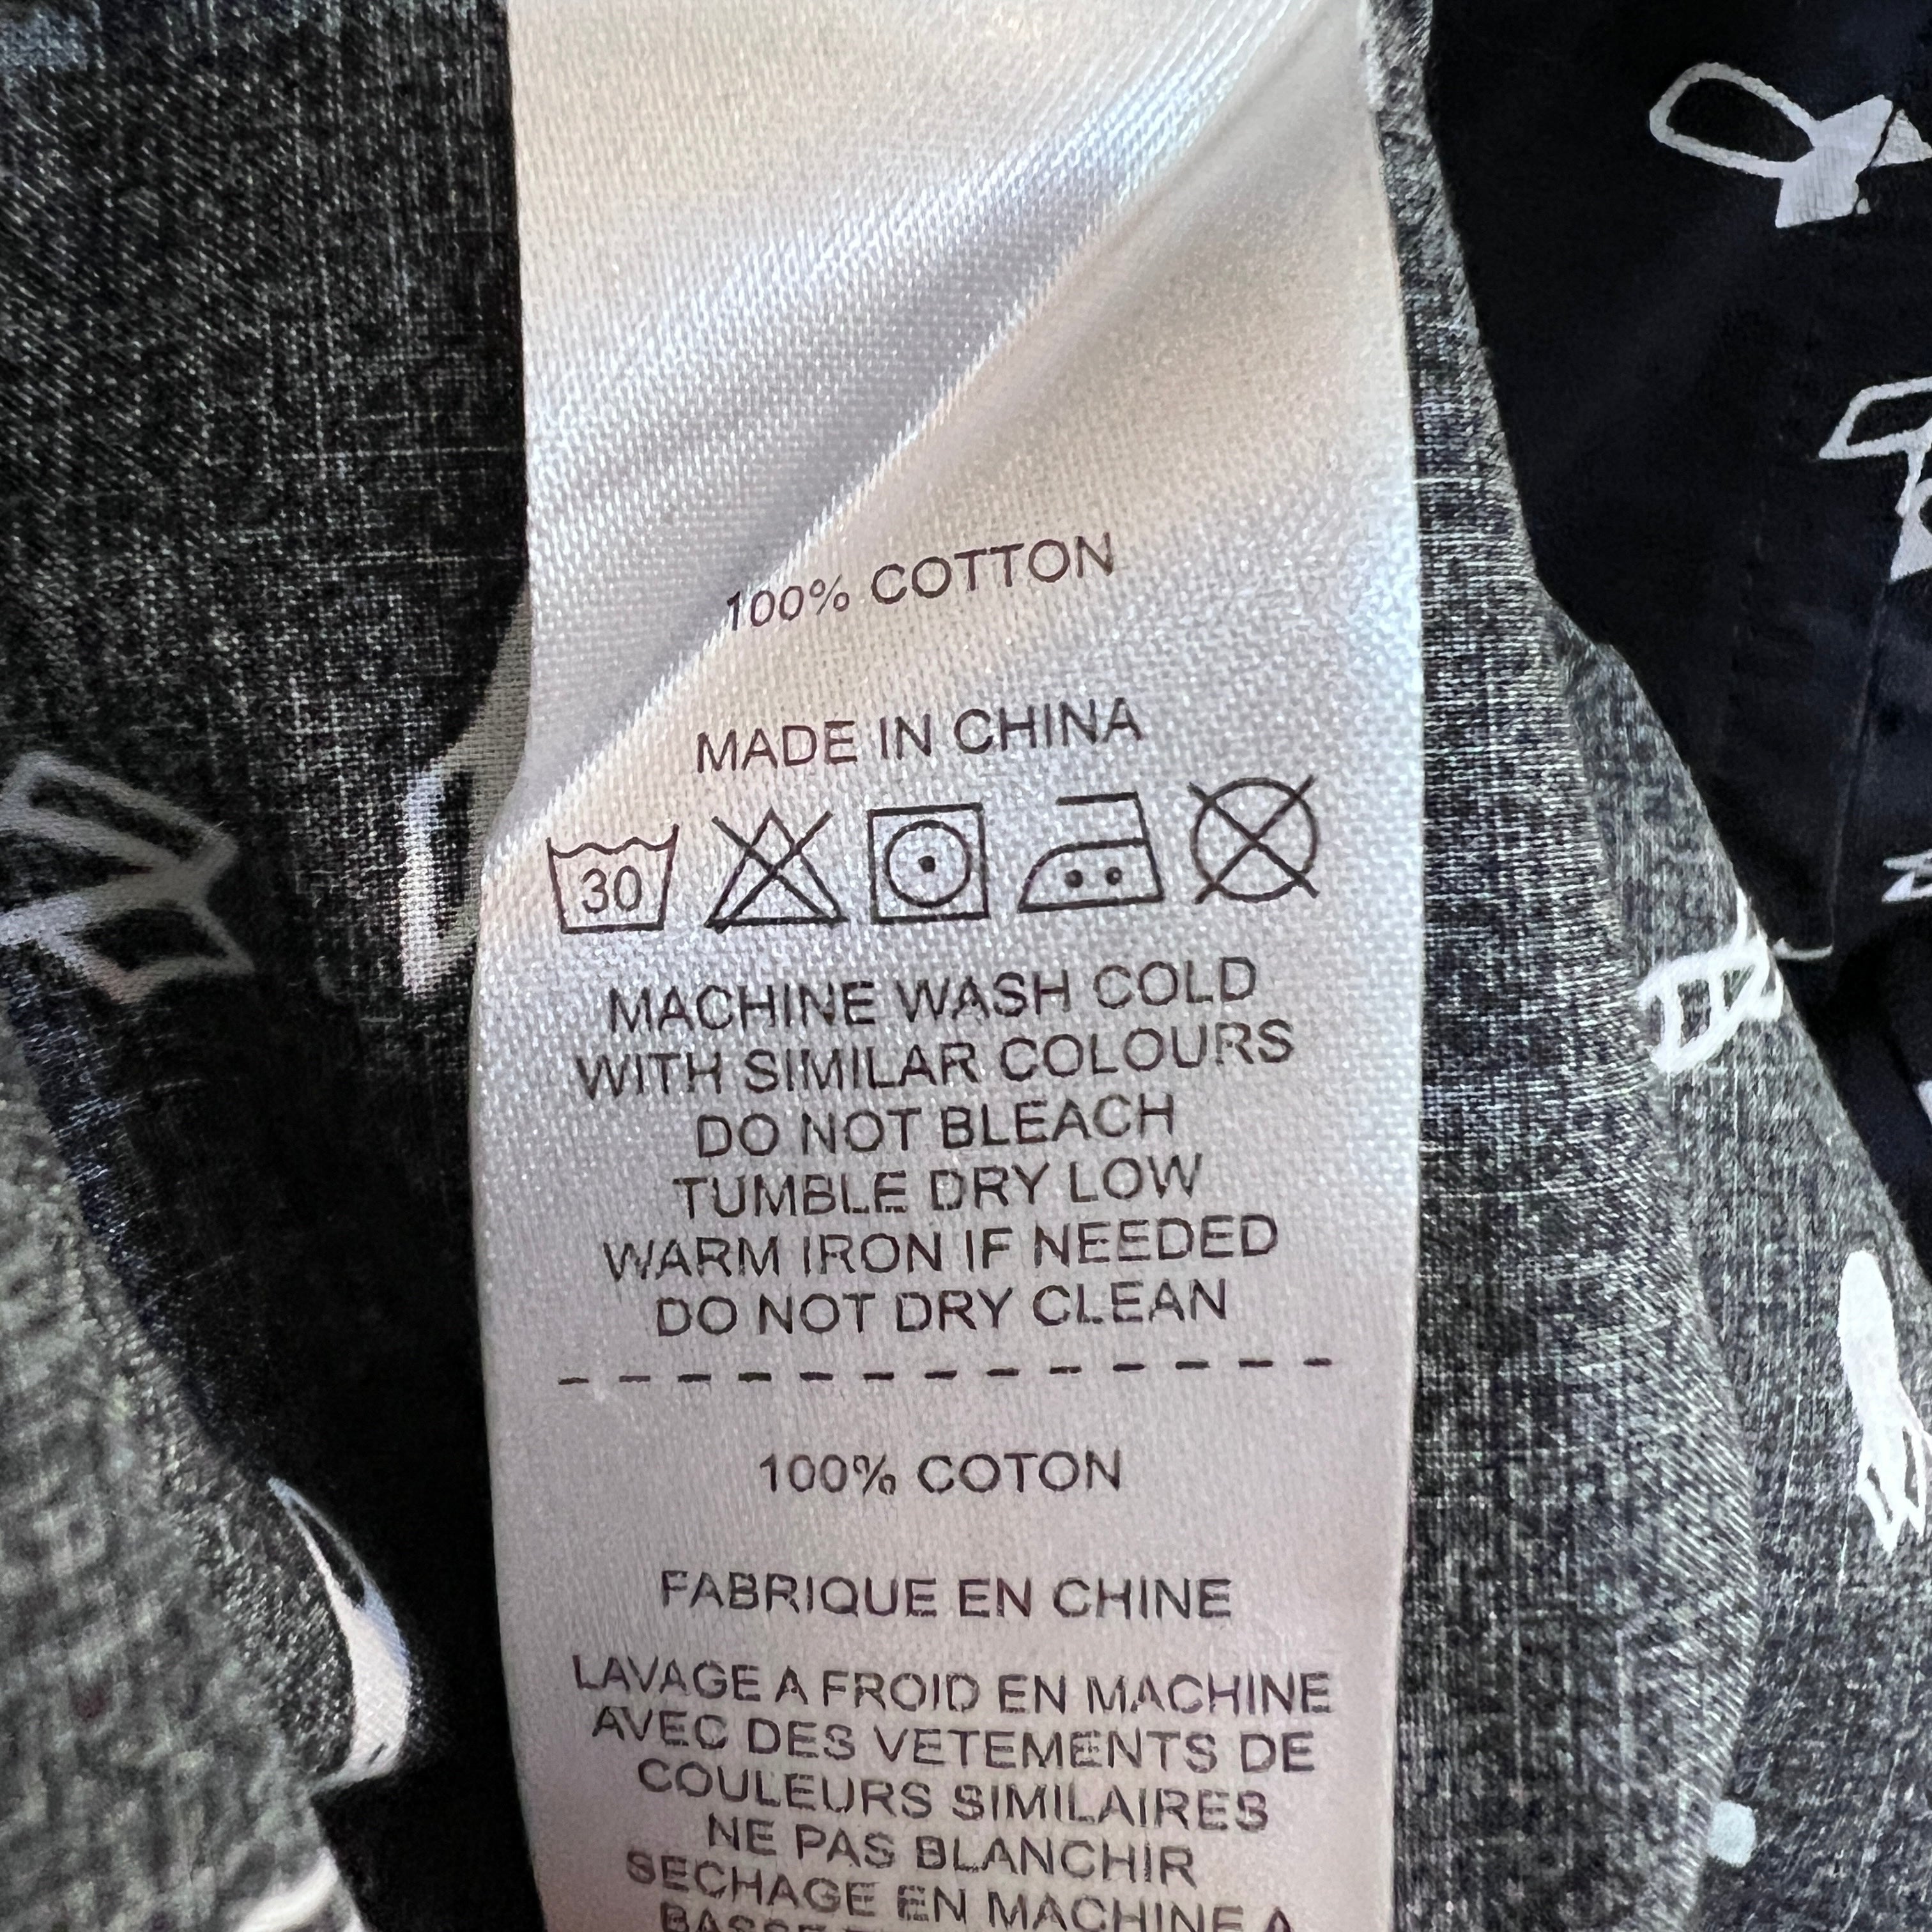 100% COTTON
MADE IN CHINA
30
MACHINE WASH COLD
WITH SIMILAR COLOURS
DO NOT BLEACH
TUMBLE DRY LOW
WARM IRON IF NEEDED
DO NOT DRY CLEAN
100% COTON
FABRIQUE EN CHINE
LAVAGE A FROID EN MACHINE
AVEC DES VETEMENTS DE
COULEURS SIMILAIRES
NE PAS BLANCHIR
SECHAGE EN MACHINE A